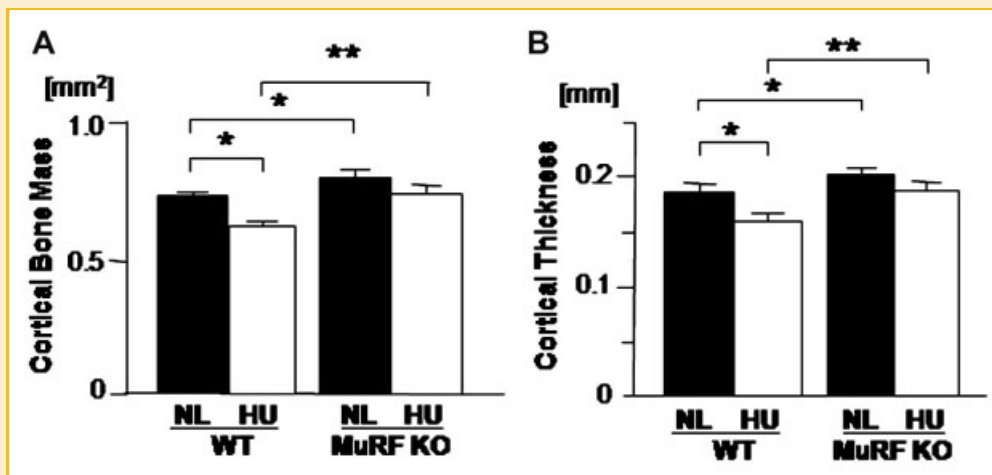 A
[mm²]
Cortical Bone Mass
1.0
0.5
0
*
*
**
NL HU NL HU
WT MuRF KO
B
[mm]
Cortical Thickness
0.2
0.1
0
*
*
**
NL HU NL HU
WT MuRF KO